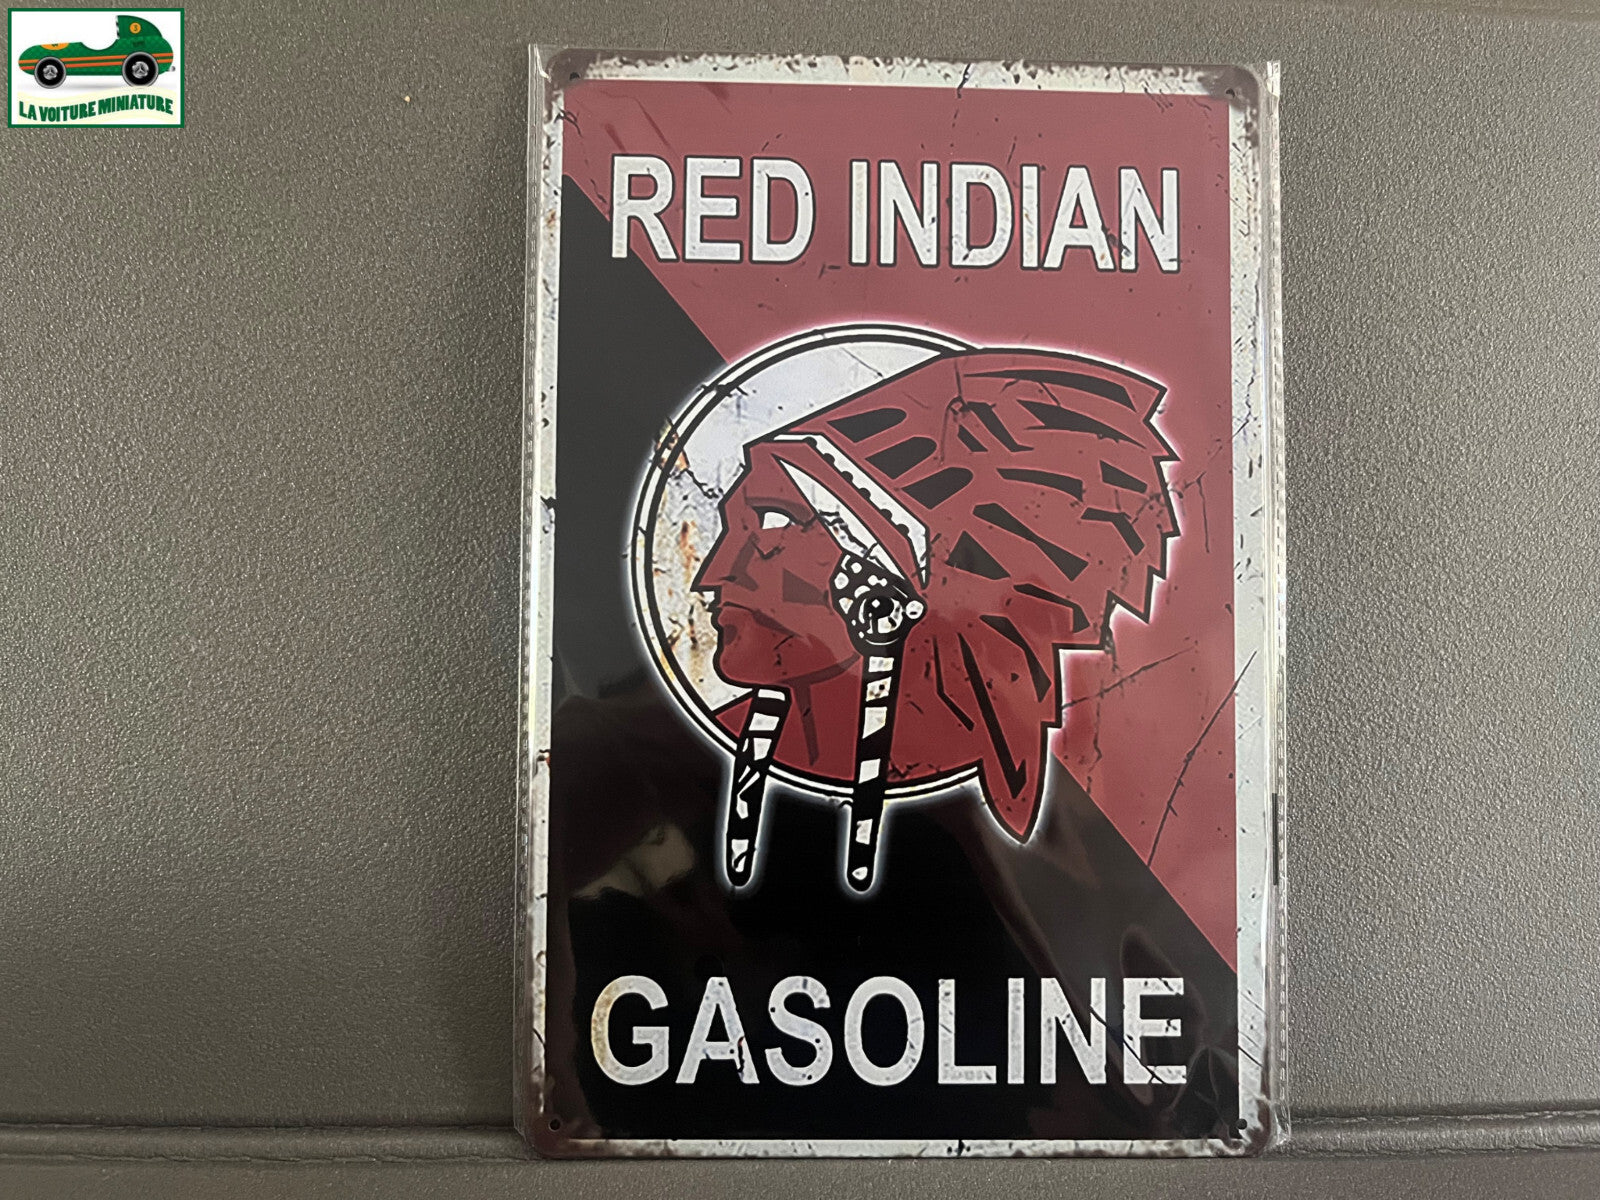 LA VOITURE MINIATURE
RED INDIAN
GASOLINE